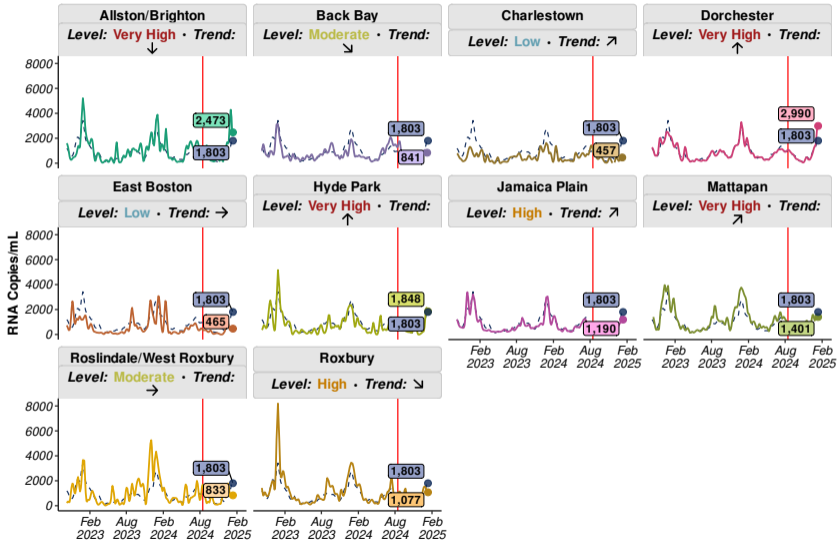 Allston/Brighton
Level: Very High · Trend:
↓
Back Bay
Level: Moderate · Trend:
↘
Charlestown
Level: Low · Trend: ↗
Dorchester
Level: Very High · Trend:
↑
8000
6000
4000
2000
0
2,473
1,803
1,803
841
1,803
457
2,990
1,803
East Boston
Level: Low · Trend: →
Hyde Park
Level: Very High · Trend:
↑
Jamaica Plain
Level: High · Trend: ↗
Mattapan
Level: Very High · Trend:
↗
RNA Copies/mL
8000
6000
4000
2000
0
1,803
465
1,848
1,803
1,803
1,190
1,803
1,401
Feb 2023
Aug 2023
Feb 2024
Aug 2024
Feb 2025
Feb 2023
Aug 2023
Feb 2024
Aug 2024
Feb 2025
Roslindale/West Roxbury
Level: Moderate · Trend:
→
Roxbury
Level: High · Trend: ↘
8000
6000
4000
2000
0
1,803
833
1,803
1,077
Feb 2023
Aug 2023
Feb 2024
Aug 2024
Feb 2025
Feb 2023
Aug 2023
Feb 2024
Aug 2024
Feb 2025